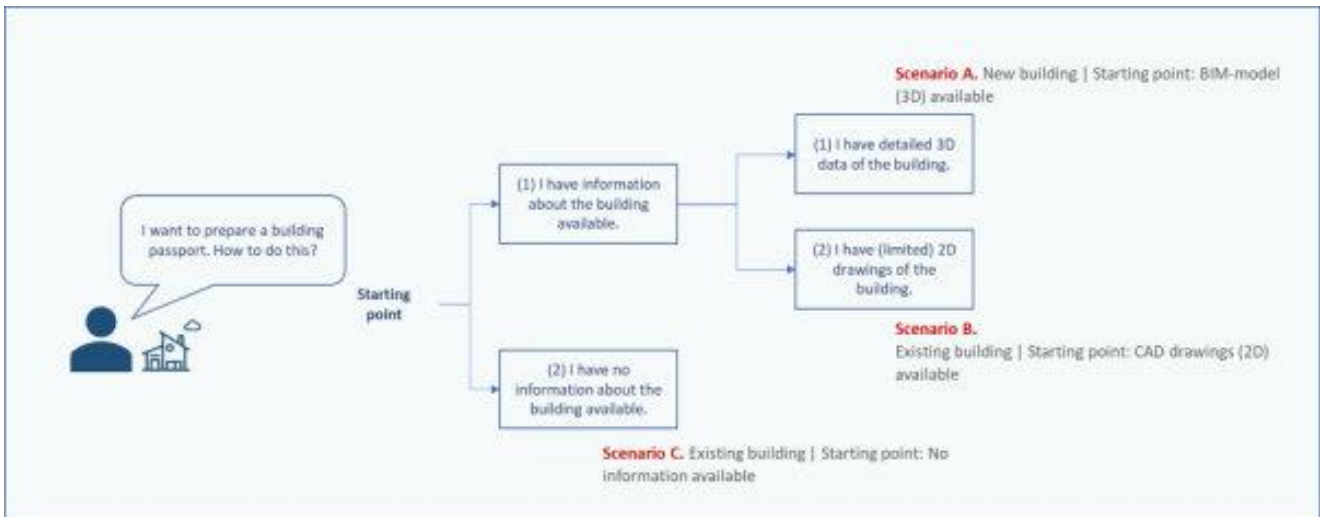 I want to prepare a building
passport. How to do this?
Starting
point
(1) I have information
about the building
available.
(2) I have no
information about the
building available.
Scenario C. Existing building | Starting point: No
information available
Scenario A. New building | Starting point: BIM-model
(3D) available
(1) I have detailed 3D
data of the building.
(2) I have (limited) 2D
drawings of the
building.
Scenario B.
Existing building | Starting point: CAD drawings (2D)
available